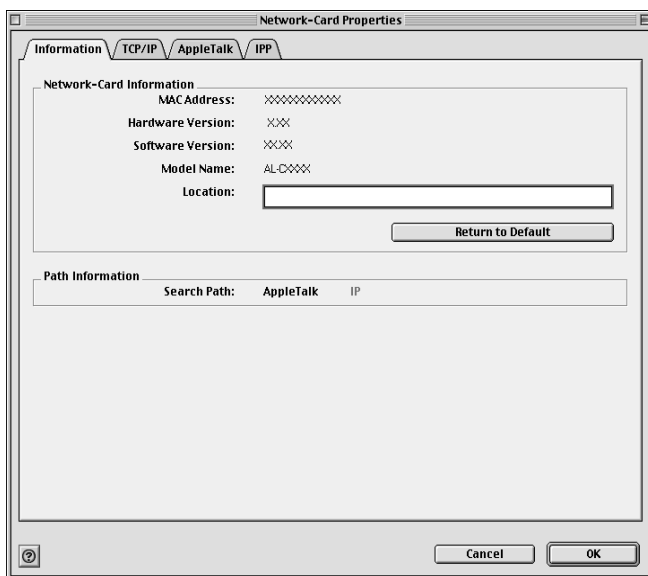 Network-Card Properties
Information TCP/IP AppleTalk IPP
Network-Card Information
MAC Address: XXXXXXXXXXX
Hardware Version: X.XX
Software Version: XX.XX
Model Name: AL-CXXXX
Location:
Return to Default
Path Information
Search Path: AppleTalk IP
?
Cancel OK